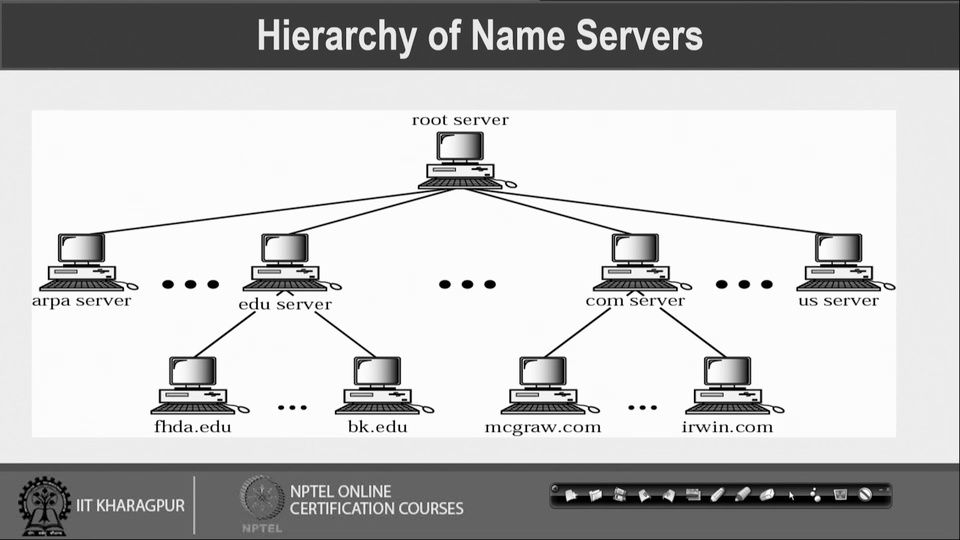 Hierarchy of Name Servers
root server
arpa server
edu server
com server
us server
fhda.edu
bk.edu
mcgraw.com
irwin.com
IIT KHARAGPUR
NPTEL ONLINE
CERTIFICATION COURSES
NPTEL